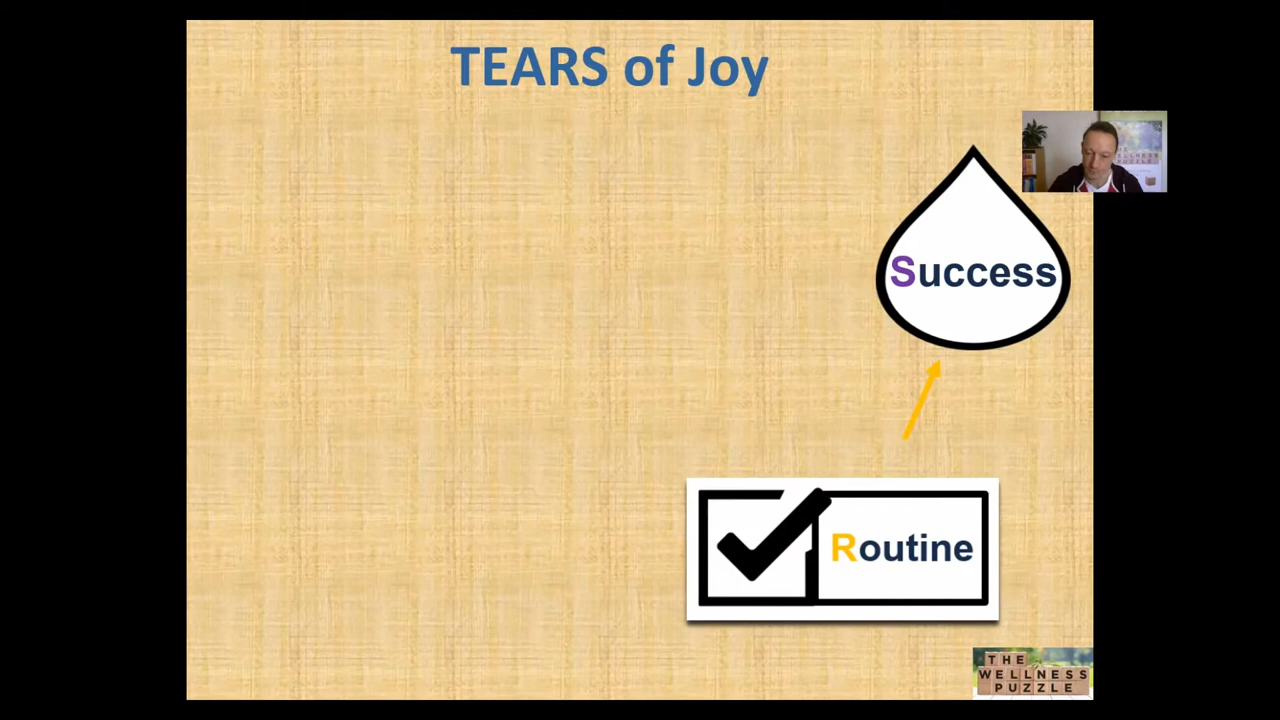 TEARS of Joy
Success
Routine
THE
WELLNESS
PUZZLE